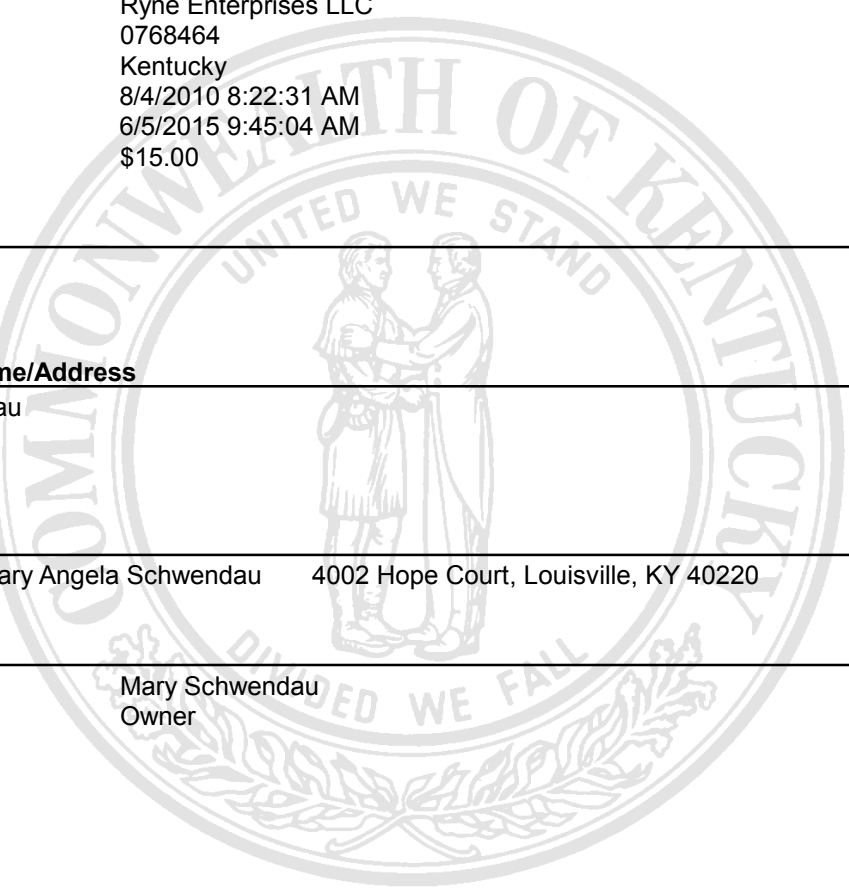 Ryne Enterprises LLC
0768464
Kentucky
8/4/2010 8:22:31 AM
6/5/2015 9:45:04 AM
$15.00
COMMONWEALTH OF KENTUCKY
UNITED WE STAND
me/Address
au
ary Angela Schwendau 4002 Hope Court, Louisville, KY 40220
DIVIDED WE FALL
Mary Schwendau
Owner